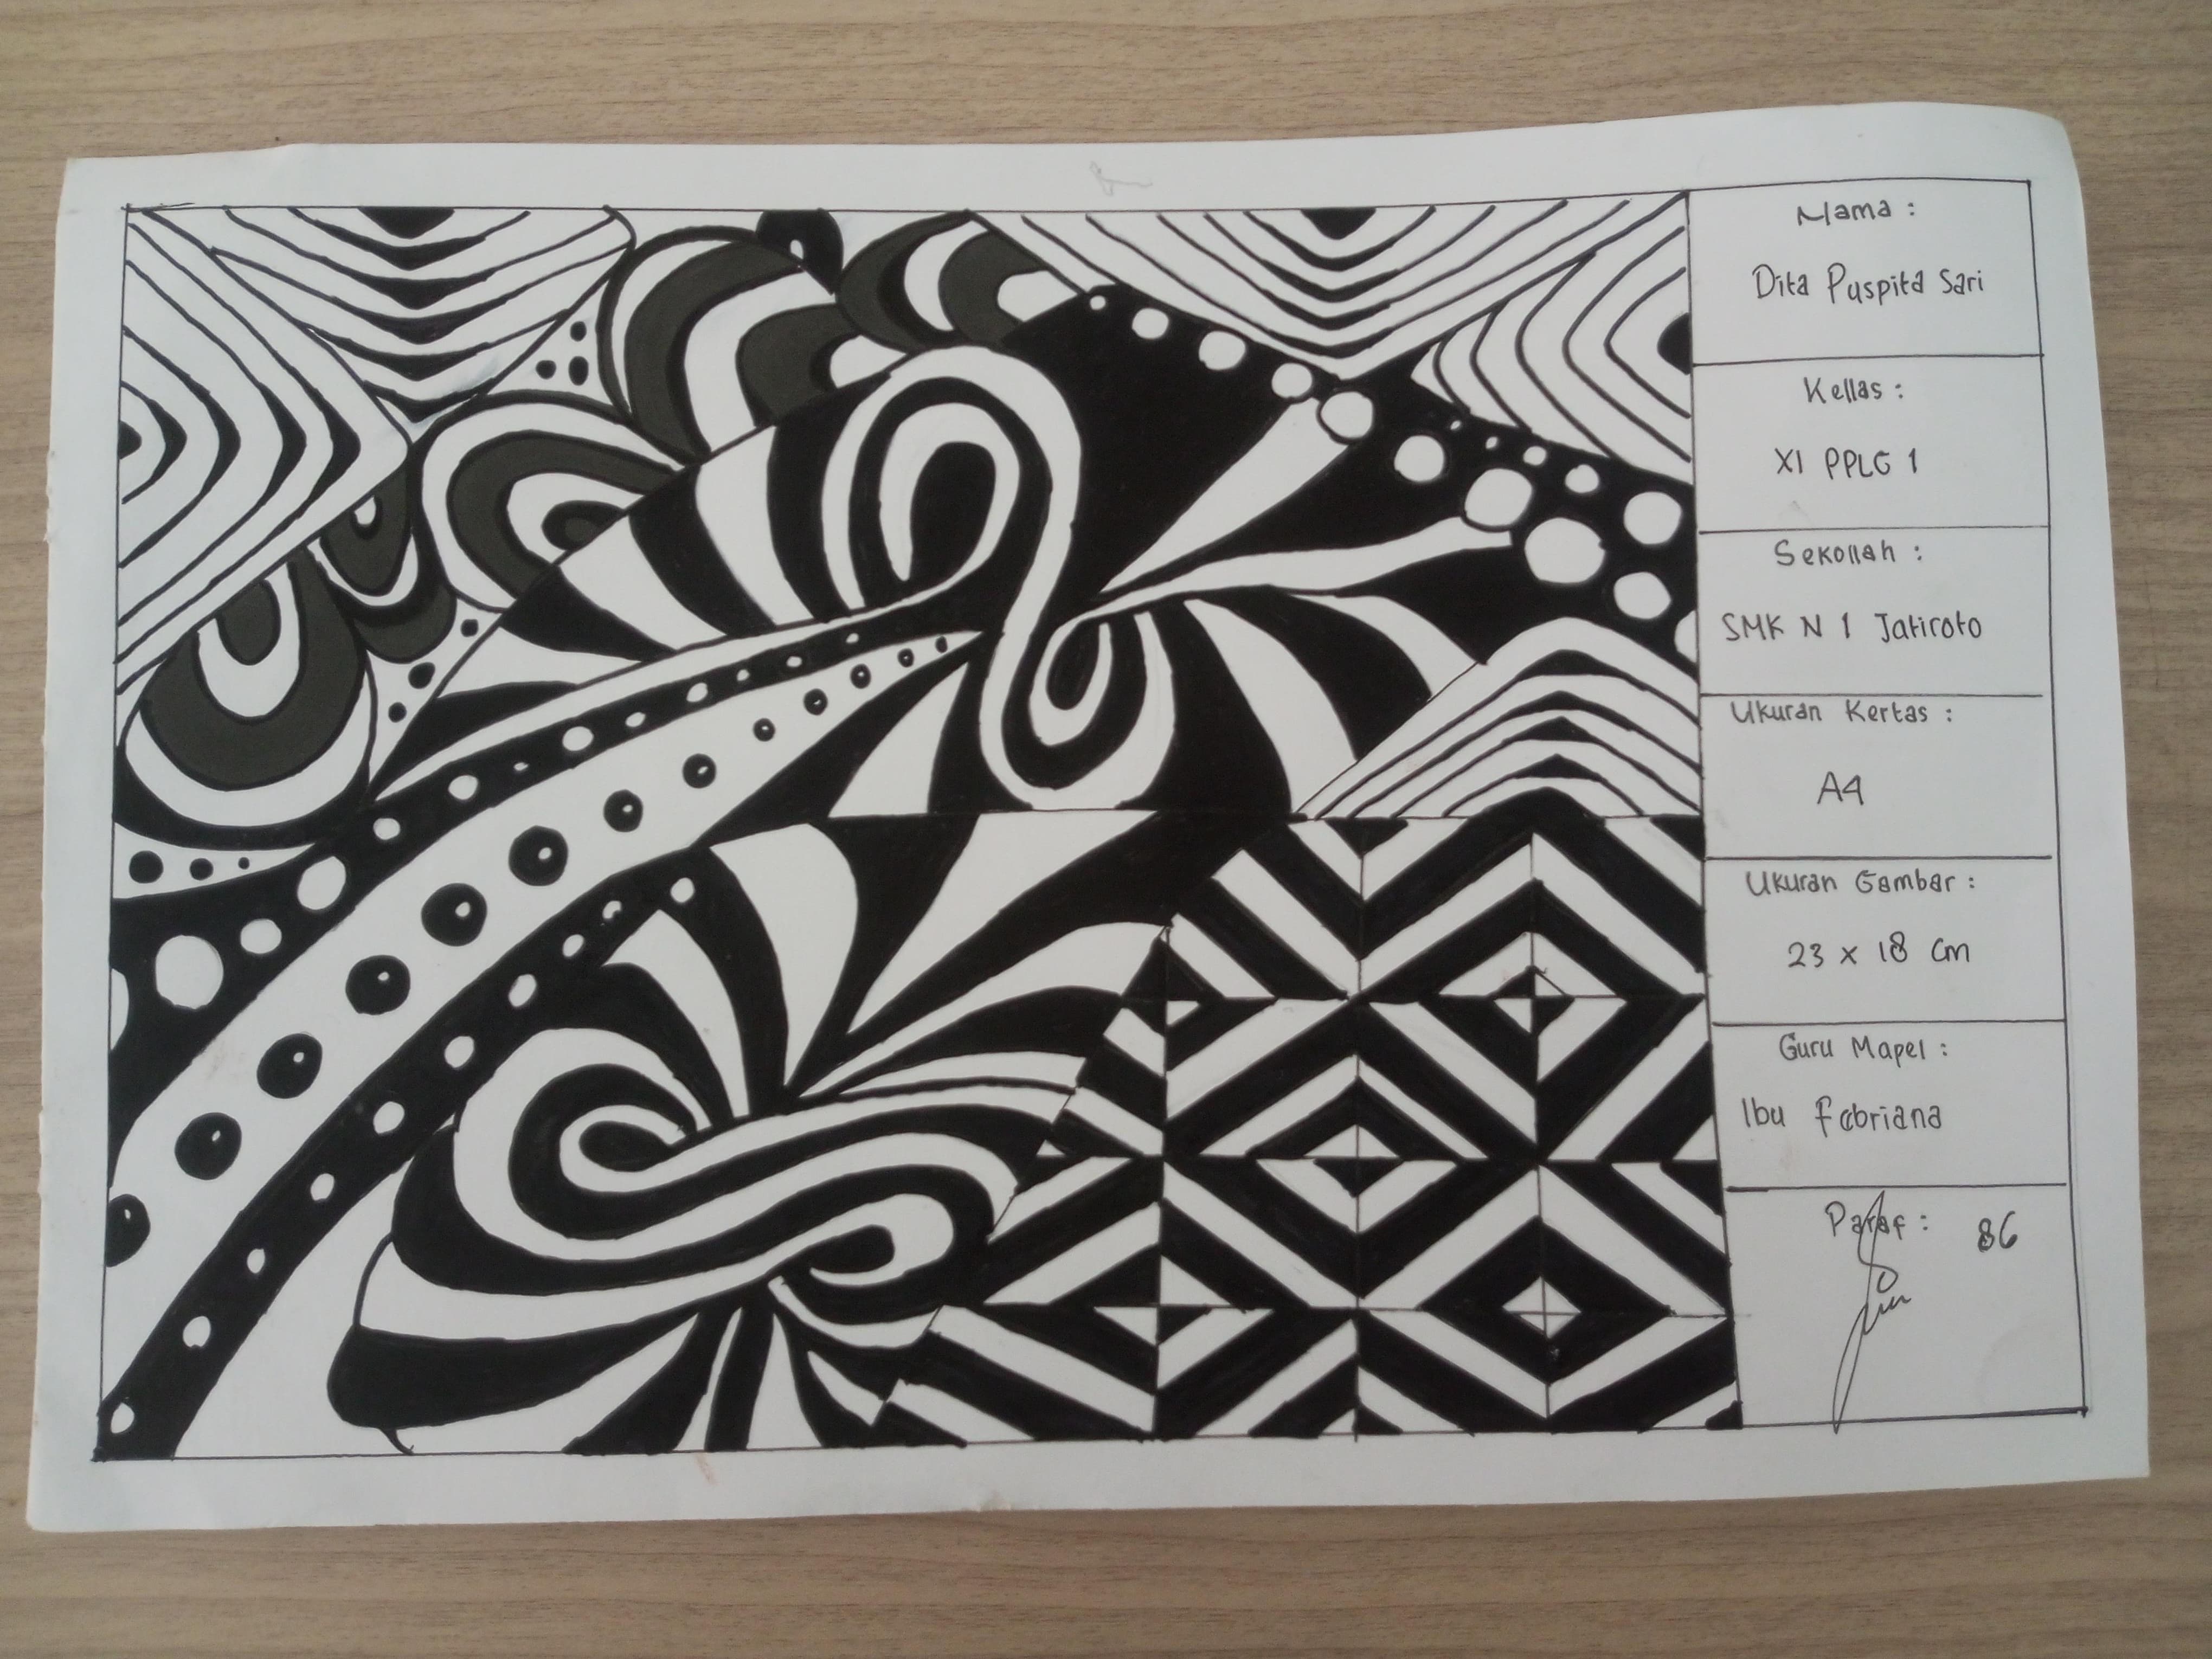 Nama :
Dita Puspita Sari
Kellas :
XI PPLG 1
Sekollah :
SMK N 1 Jatiroto
Ukuran Kertas :
A4
Ukuran Gambar :
23 x 18 cm
Guru Mapel :
Ibu Febriana
Paraf : 86